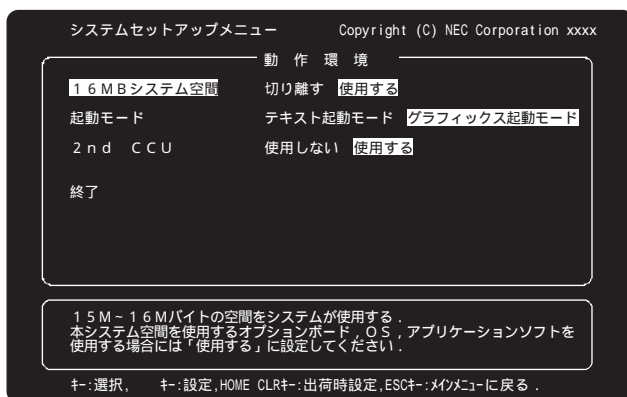 システムセットアップメニュー Copyright (C) NEC Corporation xxxx
動 作 環 境
１６ＭＢシステム空間 切り離す 使用する
起動モード テキスト起動モード グラフィックス起動モード
２ｎｄ ＣＣＵ 使用しない 使用する
終了
１５Ｍ～１６Ｍバイトの空間をシステムが使用する．
本システム空間を使用するオプションボード，ＯＳ，アプリケーションソフトを
使用する場合には「使用する」に設定してください．
ｷｰ:選択, ｷｰ:設定,HOME CLRｷｰ:出荷時設定,ESCｷｰ:ﾒｲﾝﾒﾆｭｰに戻る．